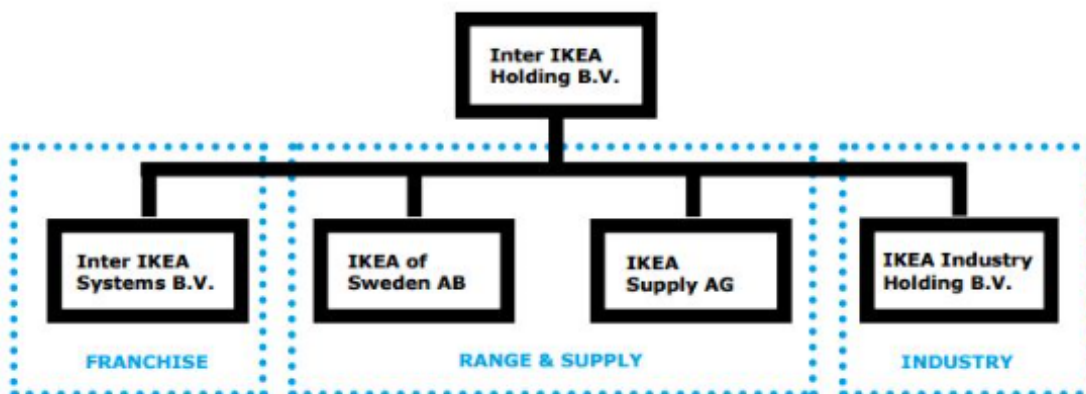 Inter IKEA
Holding B.V.
Inter IKEA
Systems B.V.
IKEA of
Sweden AB
IKEA
Supply AG
IKEA Industry
Holding B.V.
FRANCHISE
RANGE & SUPPLY
INDUSTRY